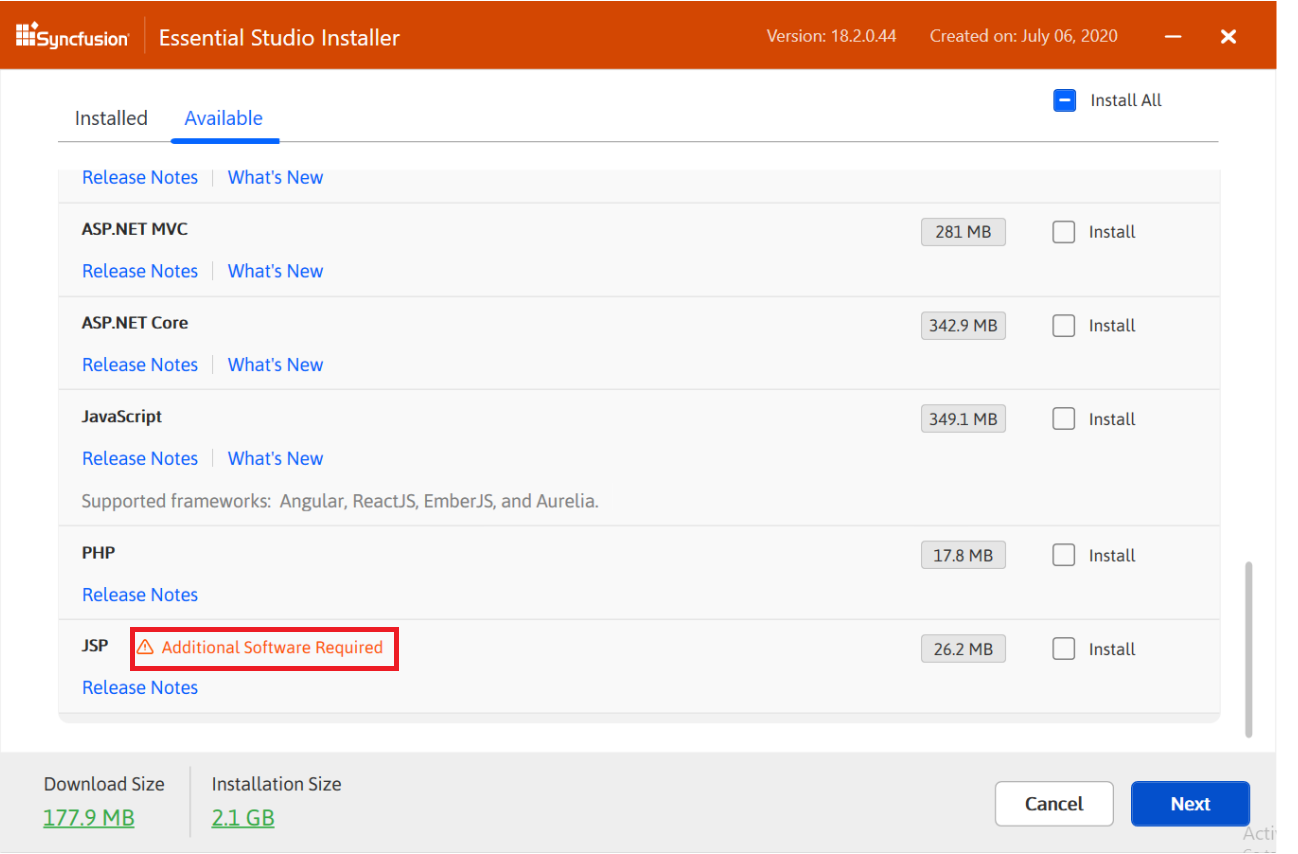 Syncfusion Essential Studio Installer Version: 18.2.0.44 Created on: July 06, 2020
Install All
Installed Available
Release Notes What's New
ASP.NET MVC 281 MB Install
Release Notes What's New
ASP.NET Core 342.9 MB Install
Release Notes What's New
JavaScript 349.1 MB Install
Release Notes What's New
Supported frameworks: Angular, ReactJS, EmberJS, and Aurelia.
PHP 17.8 MB Install
Release Notes
JSP Additional Software Required 26.2 MB Install
Release Notes
Download Size Installation Size
177.9 MB 2.1 GB
Cancel Next